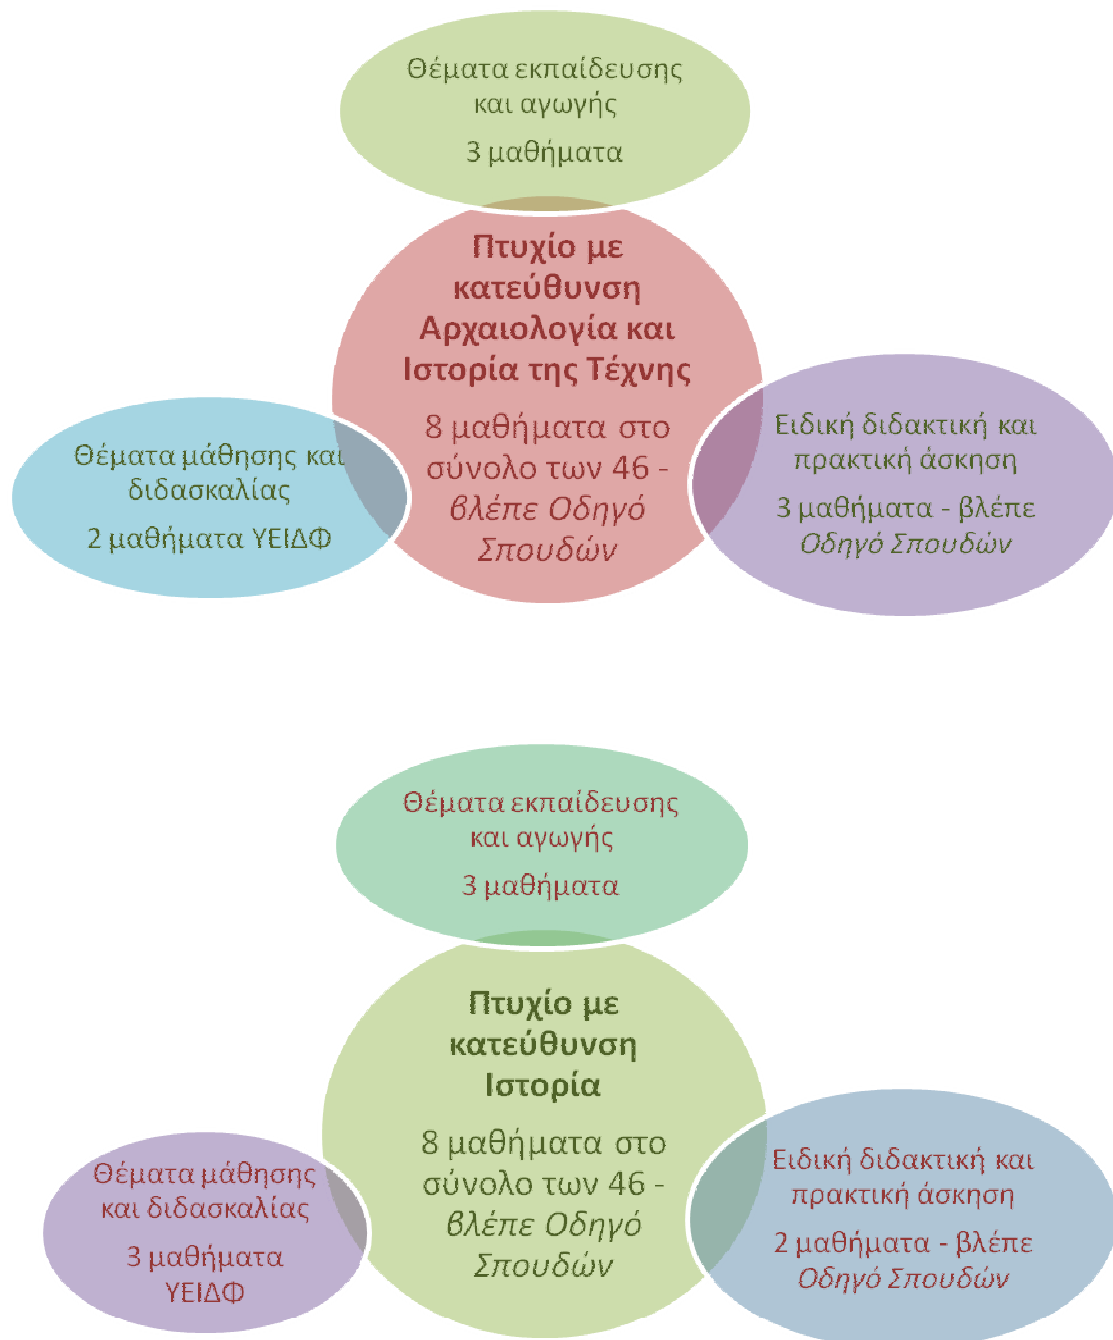 Θέματα εκπαίδευσης
και αγωγής
3 μαθήματα
Πτυχίο με
κατεύθυνση
Αρχαιολογία και
Ιστορία της Τέχνης
8 μαθήματα στο
σύνολο των 46 -
βλέπε Οδηγό
Σπουδών
Θέματα μάθησης και
διδασκαλίας
2 μαθήματα ΥΕΙΔΦ
Ειδική διδακτική και
πρακτική άσκηση
3 μαθήματα - βλέπε
Οδηγό Σπουδών
Θέματα εκπαίδευσης
και αγωγής
3 μαθήματα
Πτυχίο με
κατεύθυνση
Ιστορία
8 μαθήματα στο
σύνολο των 46 -
βλέπε Οδηγό
Σπουδών
Θέματα μάθησης
και διδασκαλίας
3 μαθήματα
ΥΕΙΔΦ
Ειδική διδακτική και
πρακτική άσκηση
2 μαθήματα - βλέπε
Οδηγό Σπουδών